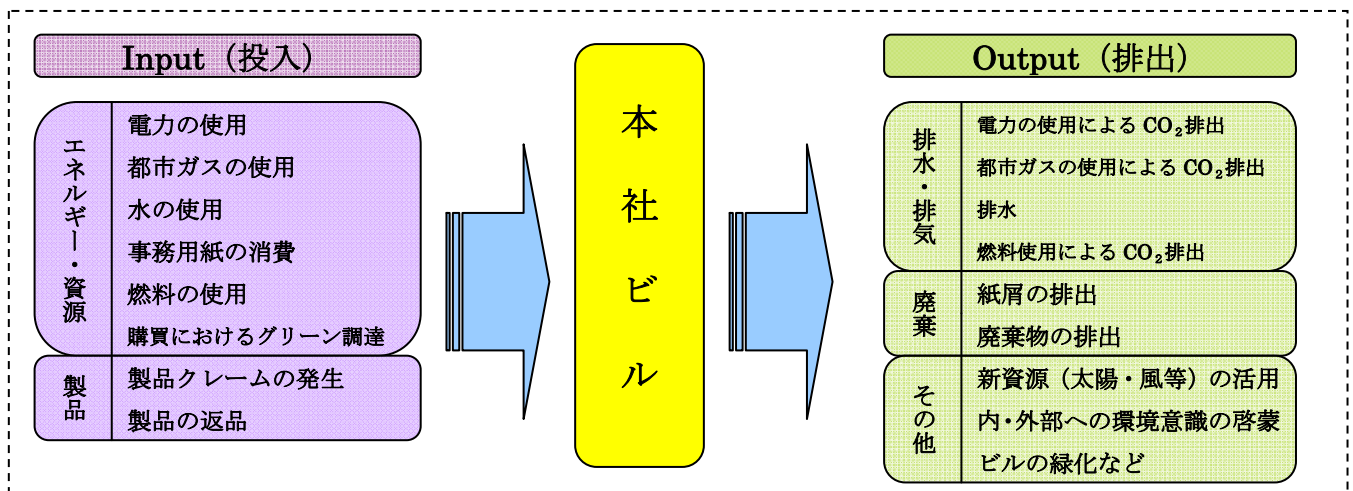 Input（投入）
エネルギー・資源
電力の使用
都市ガスの使用
水の使用
事務用紙の消費
燃料の使用
購買におけるグリーン調達
製品
製品クレームの発生
製品の返品
本社ビル
Output（排出）
排水・排気
電力の使用による CO₂排出
都市ガスの使用による CO₂排出
排水
燃料使用による CO₂排出
廃棄
紙屑の排出
廃棄物の排出
その他
新資源（太陽・風等）の活用
内・外部への環境意識の啓蒙
ビルの緑化など